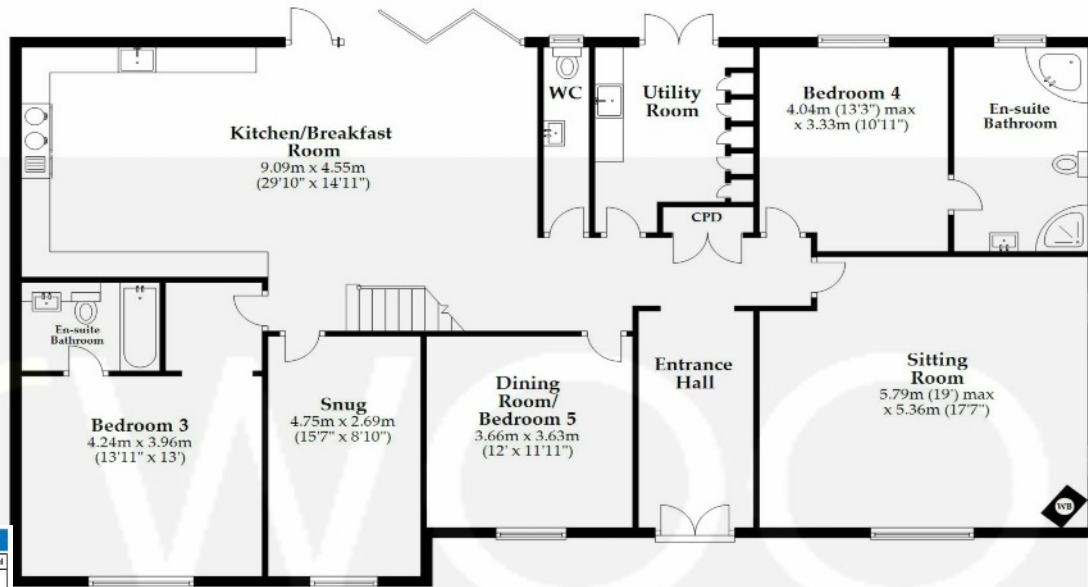 Kitchen/Breakfast
Room
9.09m x 4.55m
(29'10" x 14'11")
WC
Utility
Room
Bedroom 4
4.04m (13'3") max
x 3.33m (10'11")
En-suite
Bathroom
CPD
En-suite
Bathroom
Bedroom 3
4.24m x 3.96m
(13'11" x 13')
Snug
4.75m x 2.69m
(15'7" x 8'10")
Dining
Room/
Bedroom 5
3.66m x 3.63m
(12' x 11'11")
Entrance
Hall
Sitting
Room
5.79m (19') max
x 5.36m (17'7")
WB